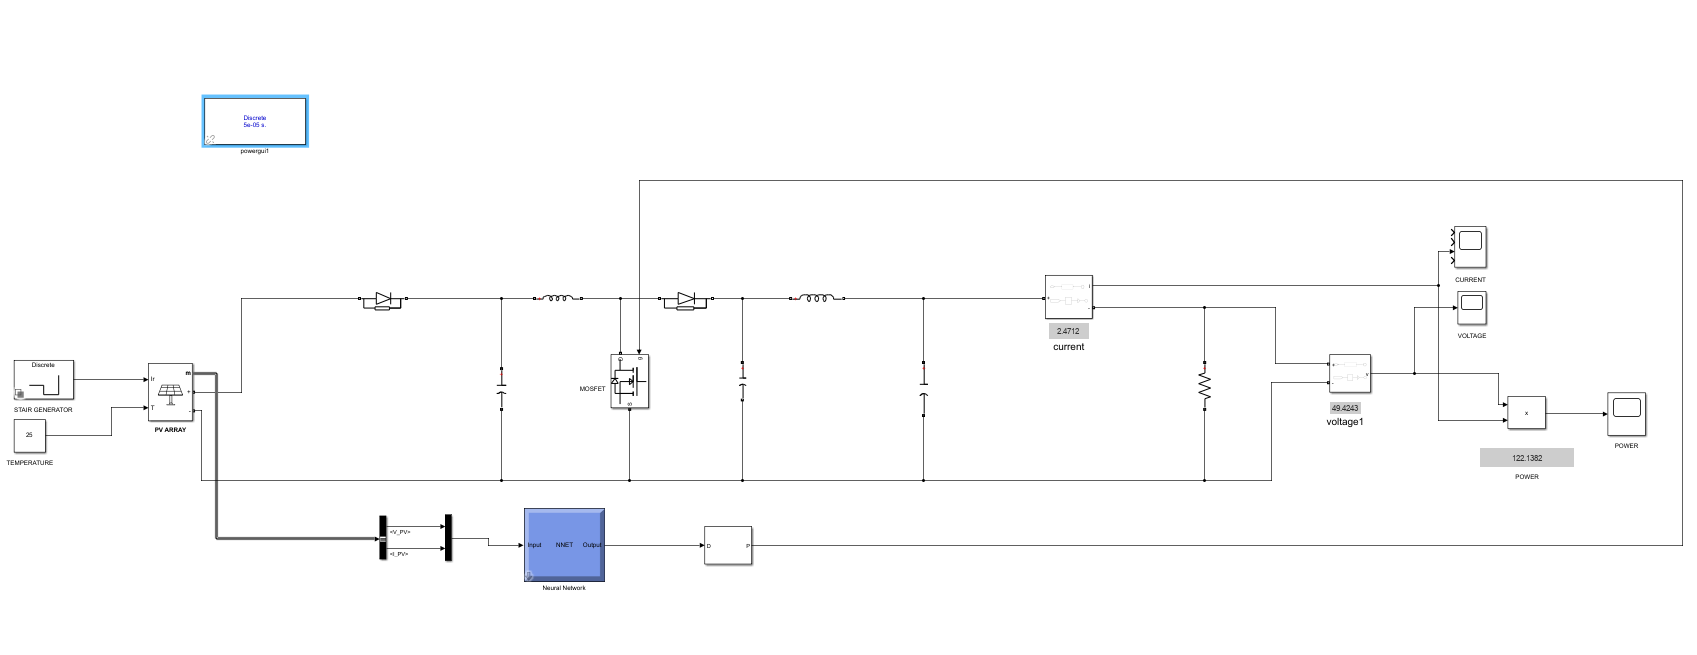 Discrete
5e-05 s.
powergui1
CURRENT
2.4712
current
VOLTAGE
Discrete
STAIR GENERATOR
Ir
T
m
+
-
PV ARRAY
25
TEMPERATURE
MOSFET
g
D
S
i
+
-
+
-
v
49.4243
voltage1
x
POWER
122.1382
POWER
<V_PV>
<I_PV>
Input
NNET
Output
Neural Network
D
P